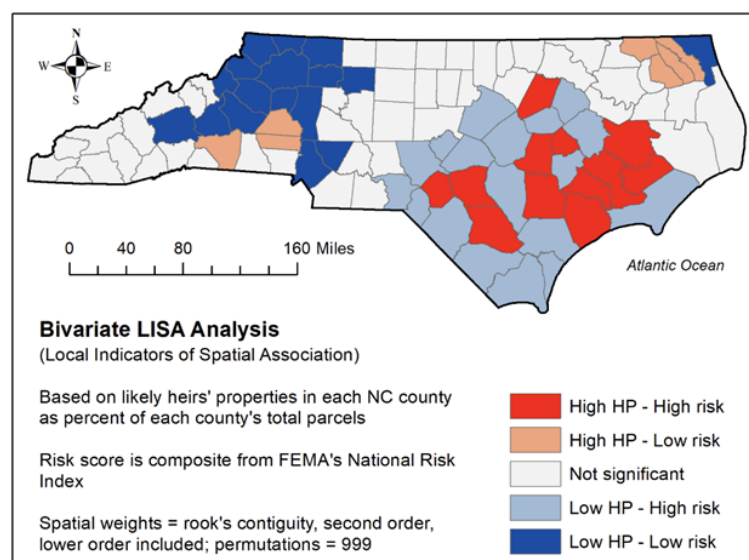 N
W E
S
0 40 80 160 Miles
Atlantic Ocean
Bivariate LISA Analysis
(Local Indicators of Spatial Association)
Based on likely heirs' properties in each NC county
as percent of each county's total parcels
Risk score is composite from FEMA's National Risk
Index
Spatial weights = rook's contiguity, second order,
lower order included; permutations = 999
High HP - High risk
High HP - Low risk
Not significant
Low HP - High risk
Low HP - Low risk